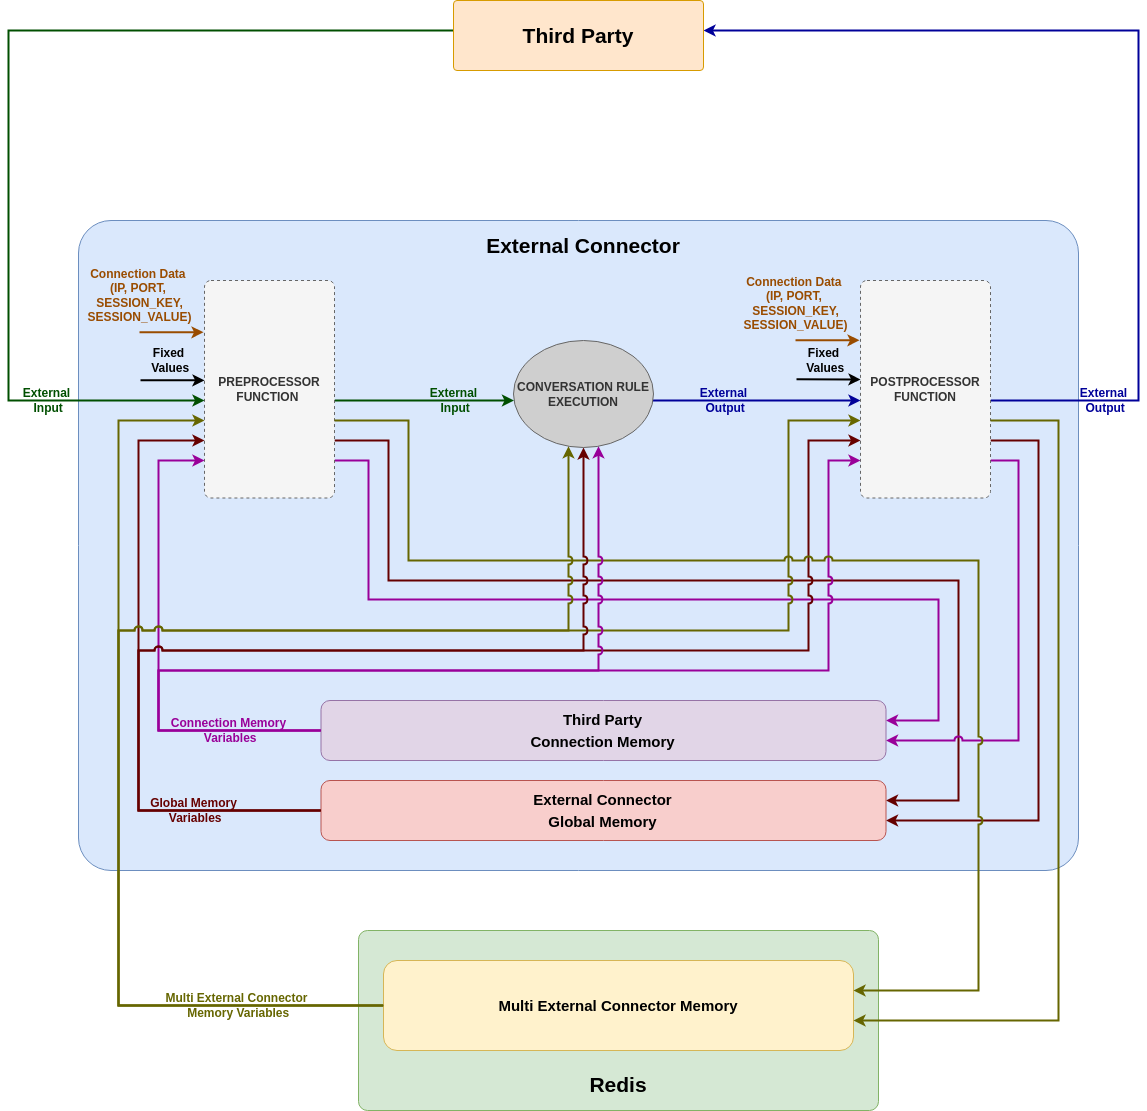 Third Party
External Connector
Connection Data
(IP, PORT,
SESSION_KEY,
SESSION_VALUE)
Connection Data
(IP, PORT,
SESSION_KEY,
SESSION_VALUE)
Fixed
Values
Fixed
Values
External
Input
PREPROCESSOR
FUNCTION
External
Input
CONVERSATION RULE
EXECUTION
External
Output
POSTPROCESSOR
FUNCTION
External
Output
Connection Memory
Variables
Third Party
Connection Memory
Global Memory
Variables
External Connector
Global Memory
Multi External Connector
Memory Variables
Multi External Connector Memory
Redis